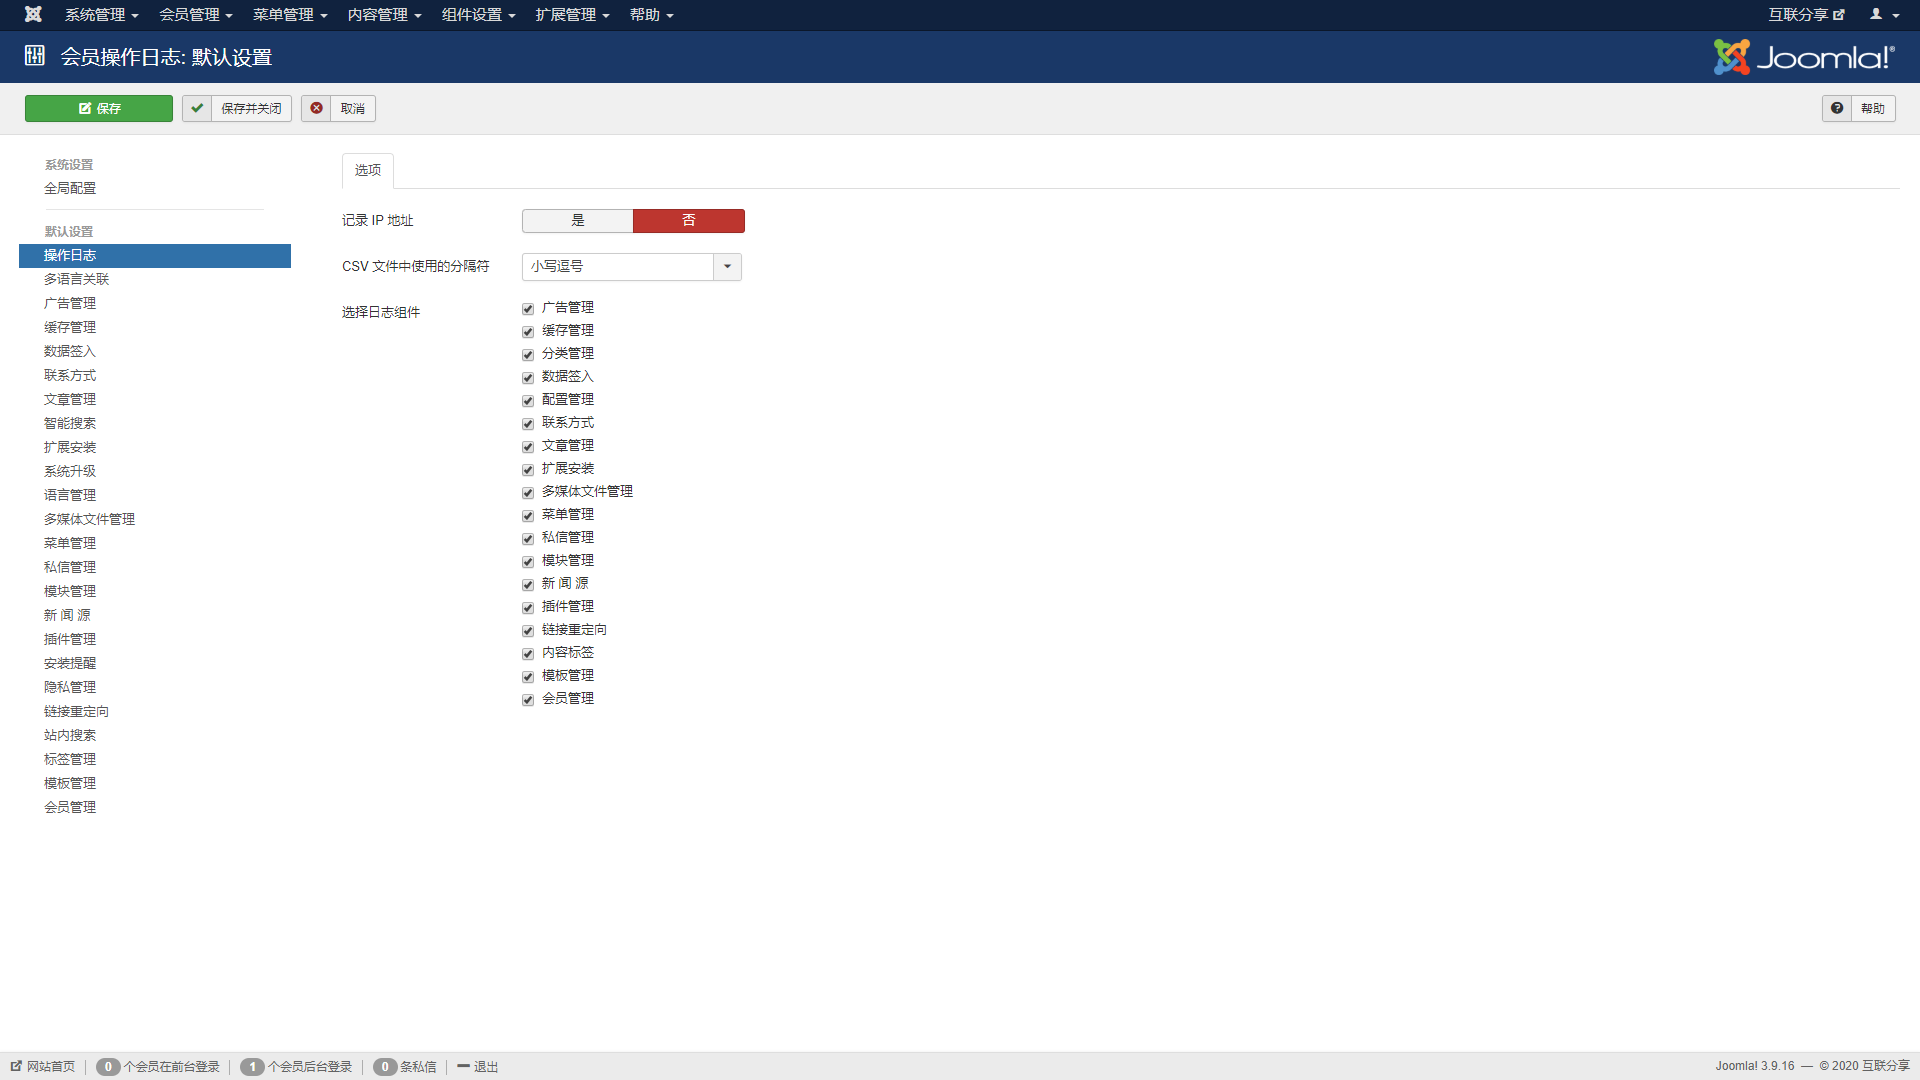 系统管理 会员管理 菜单管理 内容管理 组件设置 扩展管理 帮助 互联分享
会员操作日志: 默认设置 Joomla!®
保存 保存并关闭 取消 帮助
系统设置
全局配置
默认设置
操作日志
多语言关联
广告管理
缓存管理
数据签入
联系方式
文章管理
智能搜索
扩展安装
系统升级
语言管理
多媒体文件管理
菜单管理
私信管理
模块管理
新 闻 源
插件管理
安装提醒
隐私管理
链接重定向
站内搜索
标签管理
模板管理
会员管理
选项
记录 IP 地址 是 否
CSV 文件中使用的分隔符 小写逗号
选择日志组件
广告管理
缓存管理
分类管理
数据签入
配置管理
联系方式
文章管理
扩展安装
多媒体文件管理
菜单管理
私信管理
模块管理
新 闻 源
插件管理
链接重定向
内容标签
模板管理
会员管理
网站首页 0 个会员在前台登录 1 个会员后台登录 0 条私信 退出 Joomla! 3.9.16 — © 2020 互联分享